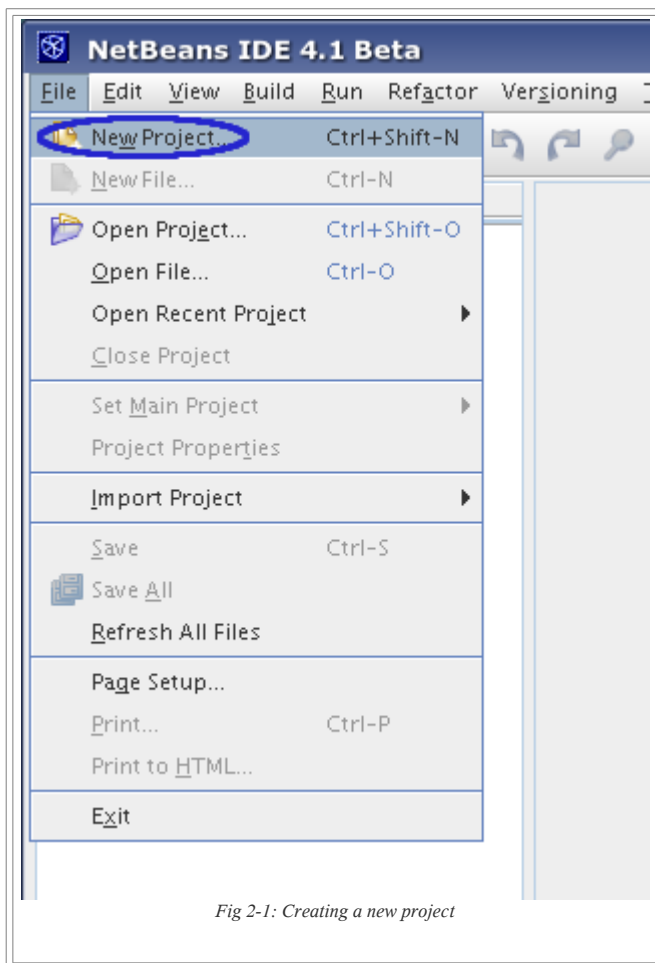 NetBeans IDE 4.1 Beta
File Edit View Build Run Refactor Versioning
New Project... Ctrl+Shift-N
New File... Ctrl-N
Open Project... Ctrl+Shift-O
Open File... Ctrl-O
Open Recent Project
Close Project
Set Main Project
Project Properties
Import Project
Save Ctrl-S
Save All
Refresh All Files
Page Setup...
Print... Ctrl-P
Print to HTML...
Exit
Fig 2-1: Creating a new project